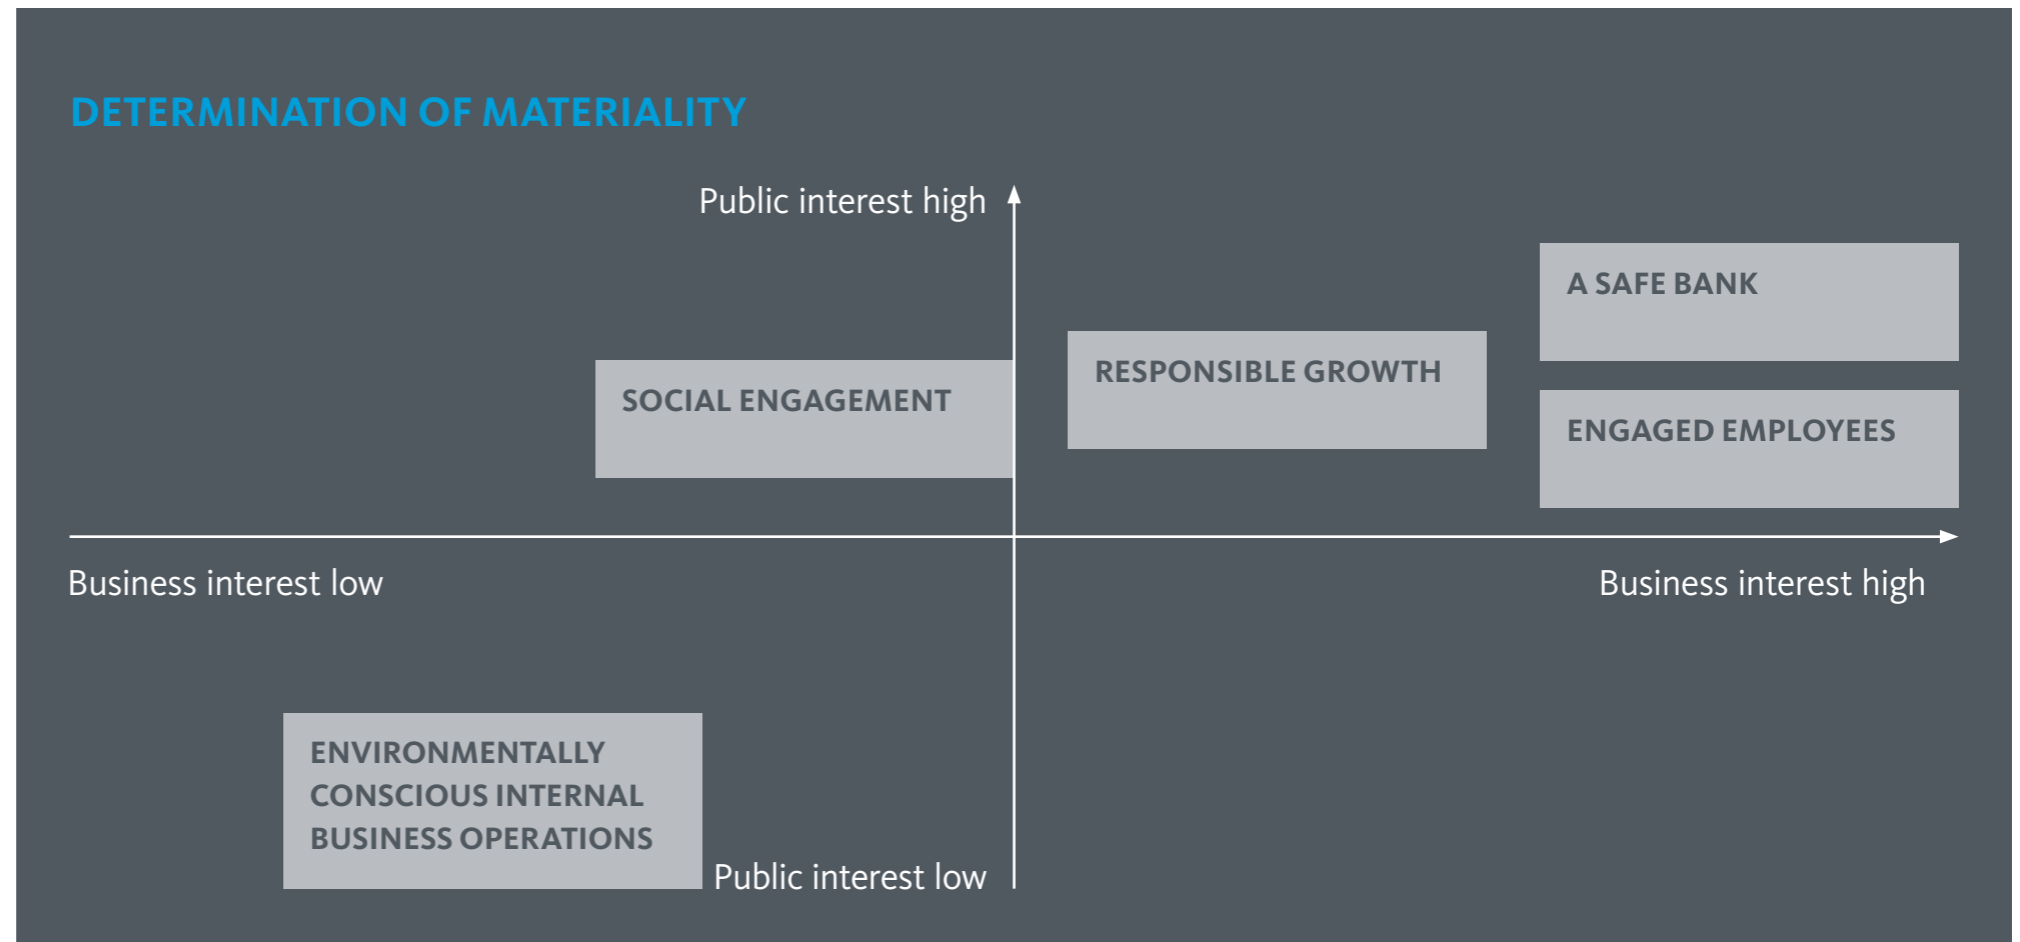 DETERMINATION OF MATERIALITY
Public interest high
A SAFE BANK
RESPONSIBLE GROWTH
SOCIAL ENGAGEMENT
ENGAGED EMPLOYEES
Business interest low
Business interest high
ENVIRONMENTALLY
CONSCIOUS INTERNAL
BUSINESS OPERATIONS
Public interest low